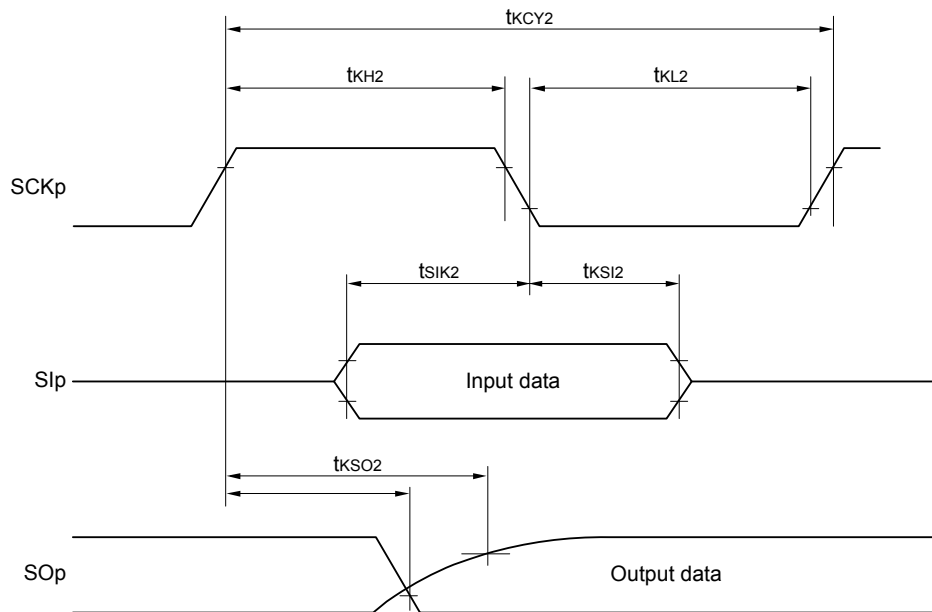 tKCY2
tKH2
tKL2
SCKp
tSIK2
tKSI2
SIp
Input data
tKSO2
SOp
Output data